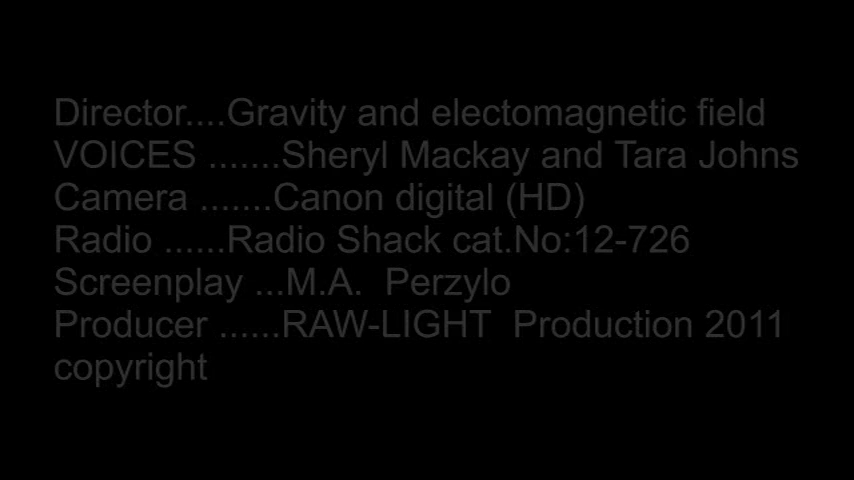 Director....Gravity and electomagnetic field
VOICES .......Sheryl Mackay and Tara Johns
Camera .......Canon digital (HD)
Radio ......Radio Shack cat.No:12-726
Screenplay ...M.A.  Perzylo
Producer ......RAW-LIGHT  Production 2011
copyright